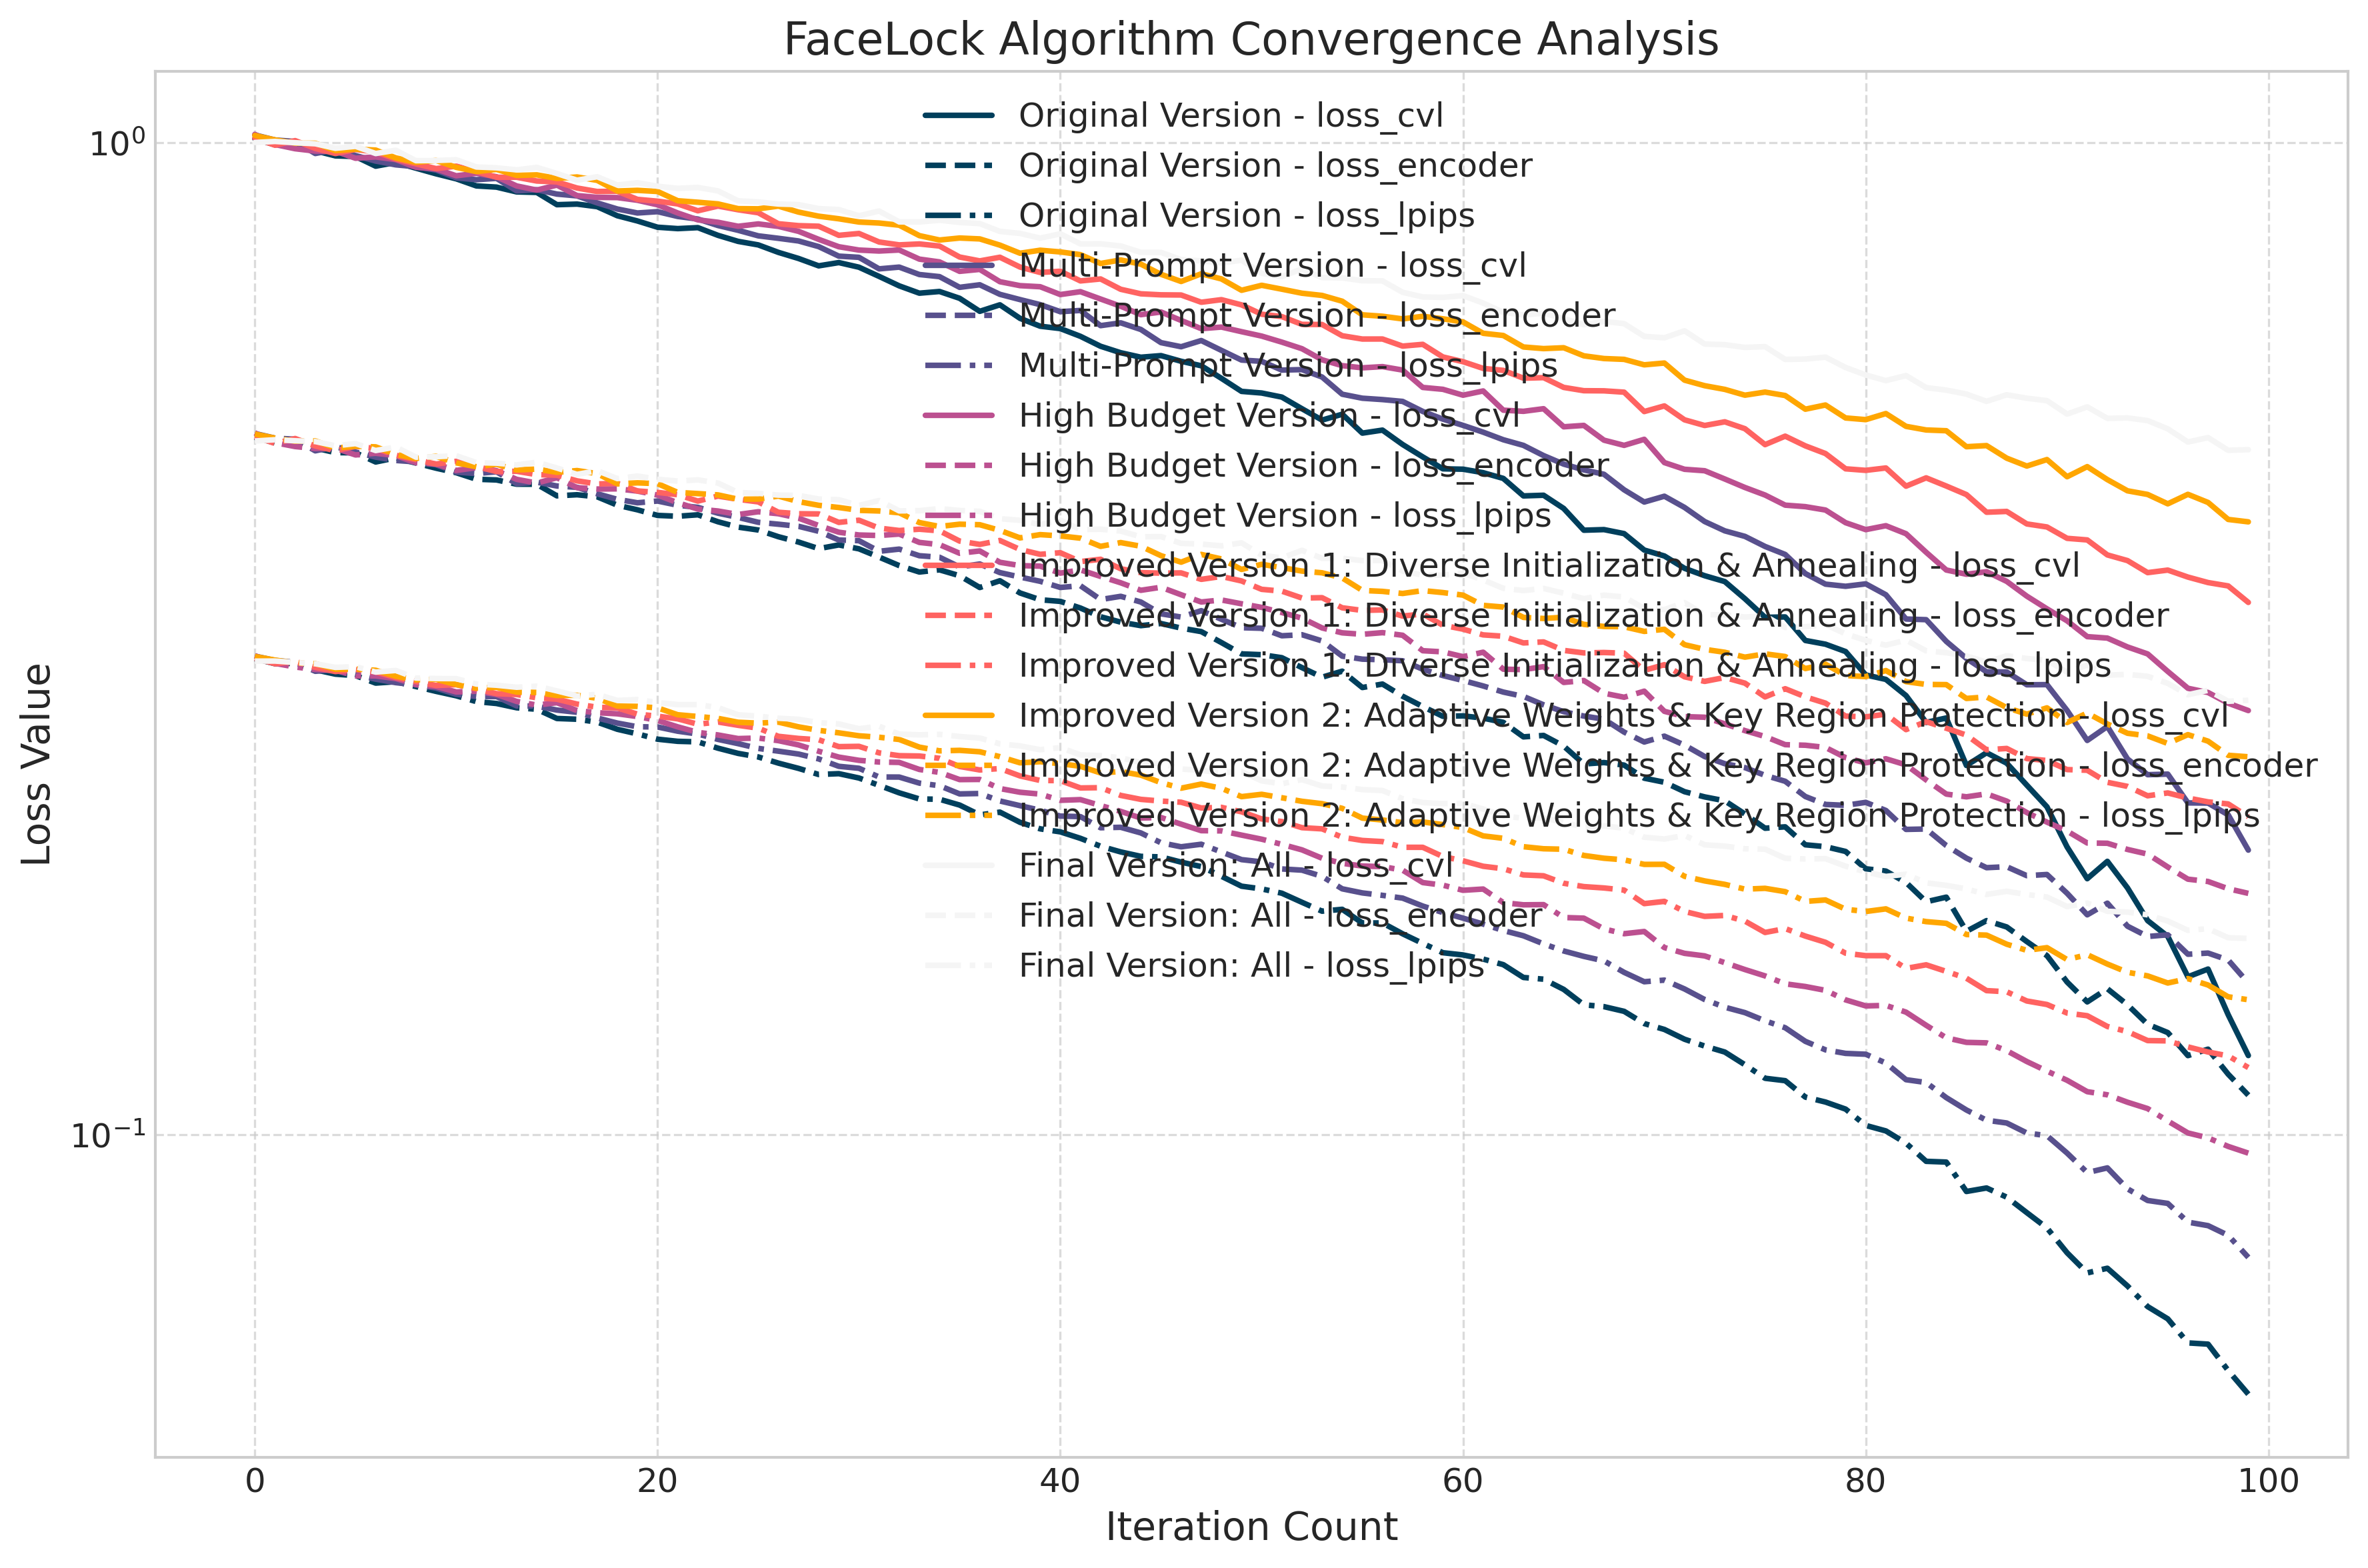 FaceLock Algorithm Convergence Analysis
10⁰
10⁻¹
Loss Value
Original Version - loss_cvl
Original Version - loss_encoder
Original Version - loss_lpips
Multi-Prompt Version - loss_cvl
Multi-Prompt Version - loss_encoder
Multi-Prompt Version - loss_lpips
High Budget Version - loss_cvl
High Budget Version - loss_encoder
High Budget Version - loss_lpips
Improved Version 1: Diverse Initialization & Annealing - loss_cvl
Improved Version 1: Diverse Initialization & Annealing - loss_encoder
Improved Version 1: Diverse Initialization & Annealing - loss_lpips
Improved Version 2: Adaptive Weights & Key Region Protection - loss_cvl
Improved Version 2: Adaptive Weights & Key Region Protection - loss_encoder
Improved Version 2: Adaptive Weights & Key Region Protection - loss_lpips
Final Version: All - loss_cvl
Final Version: All - loss_encoder
Final Version: All - loss_lpips
0 20 40 60 80 100
Iteration Count